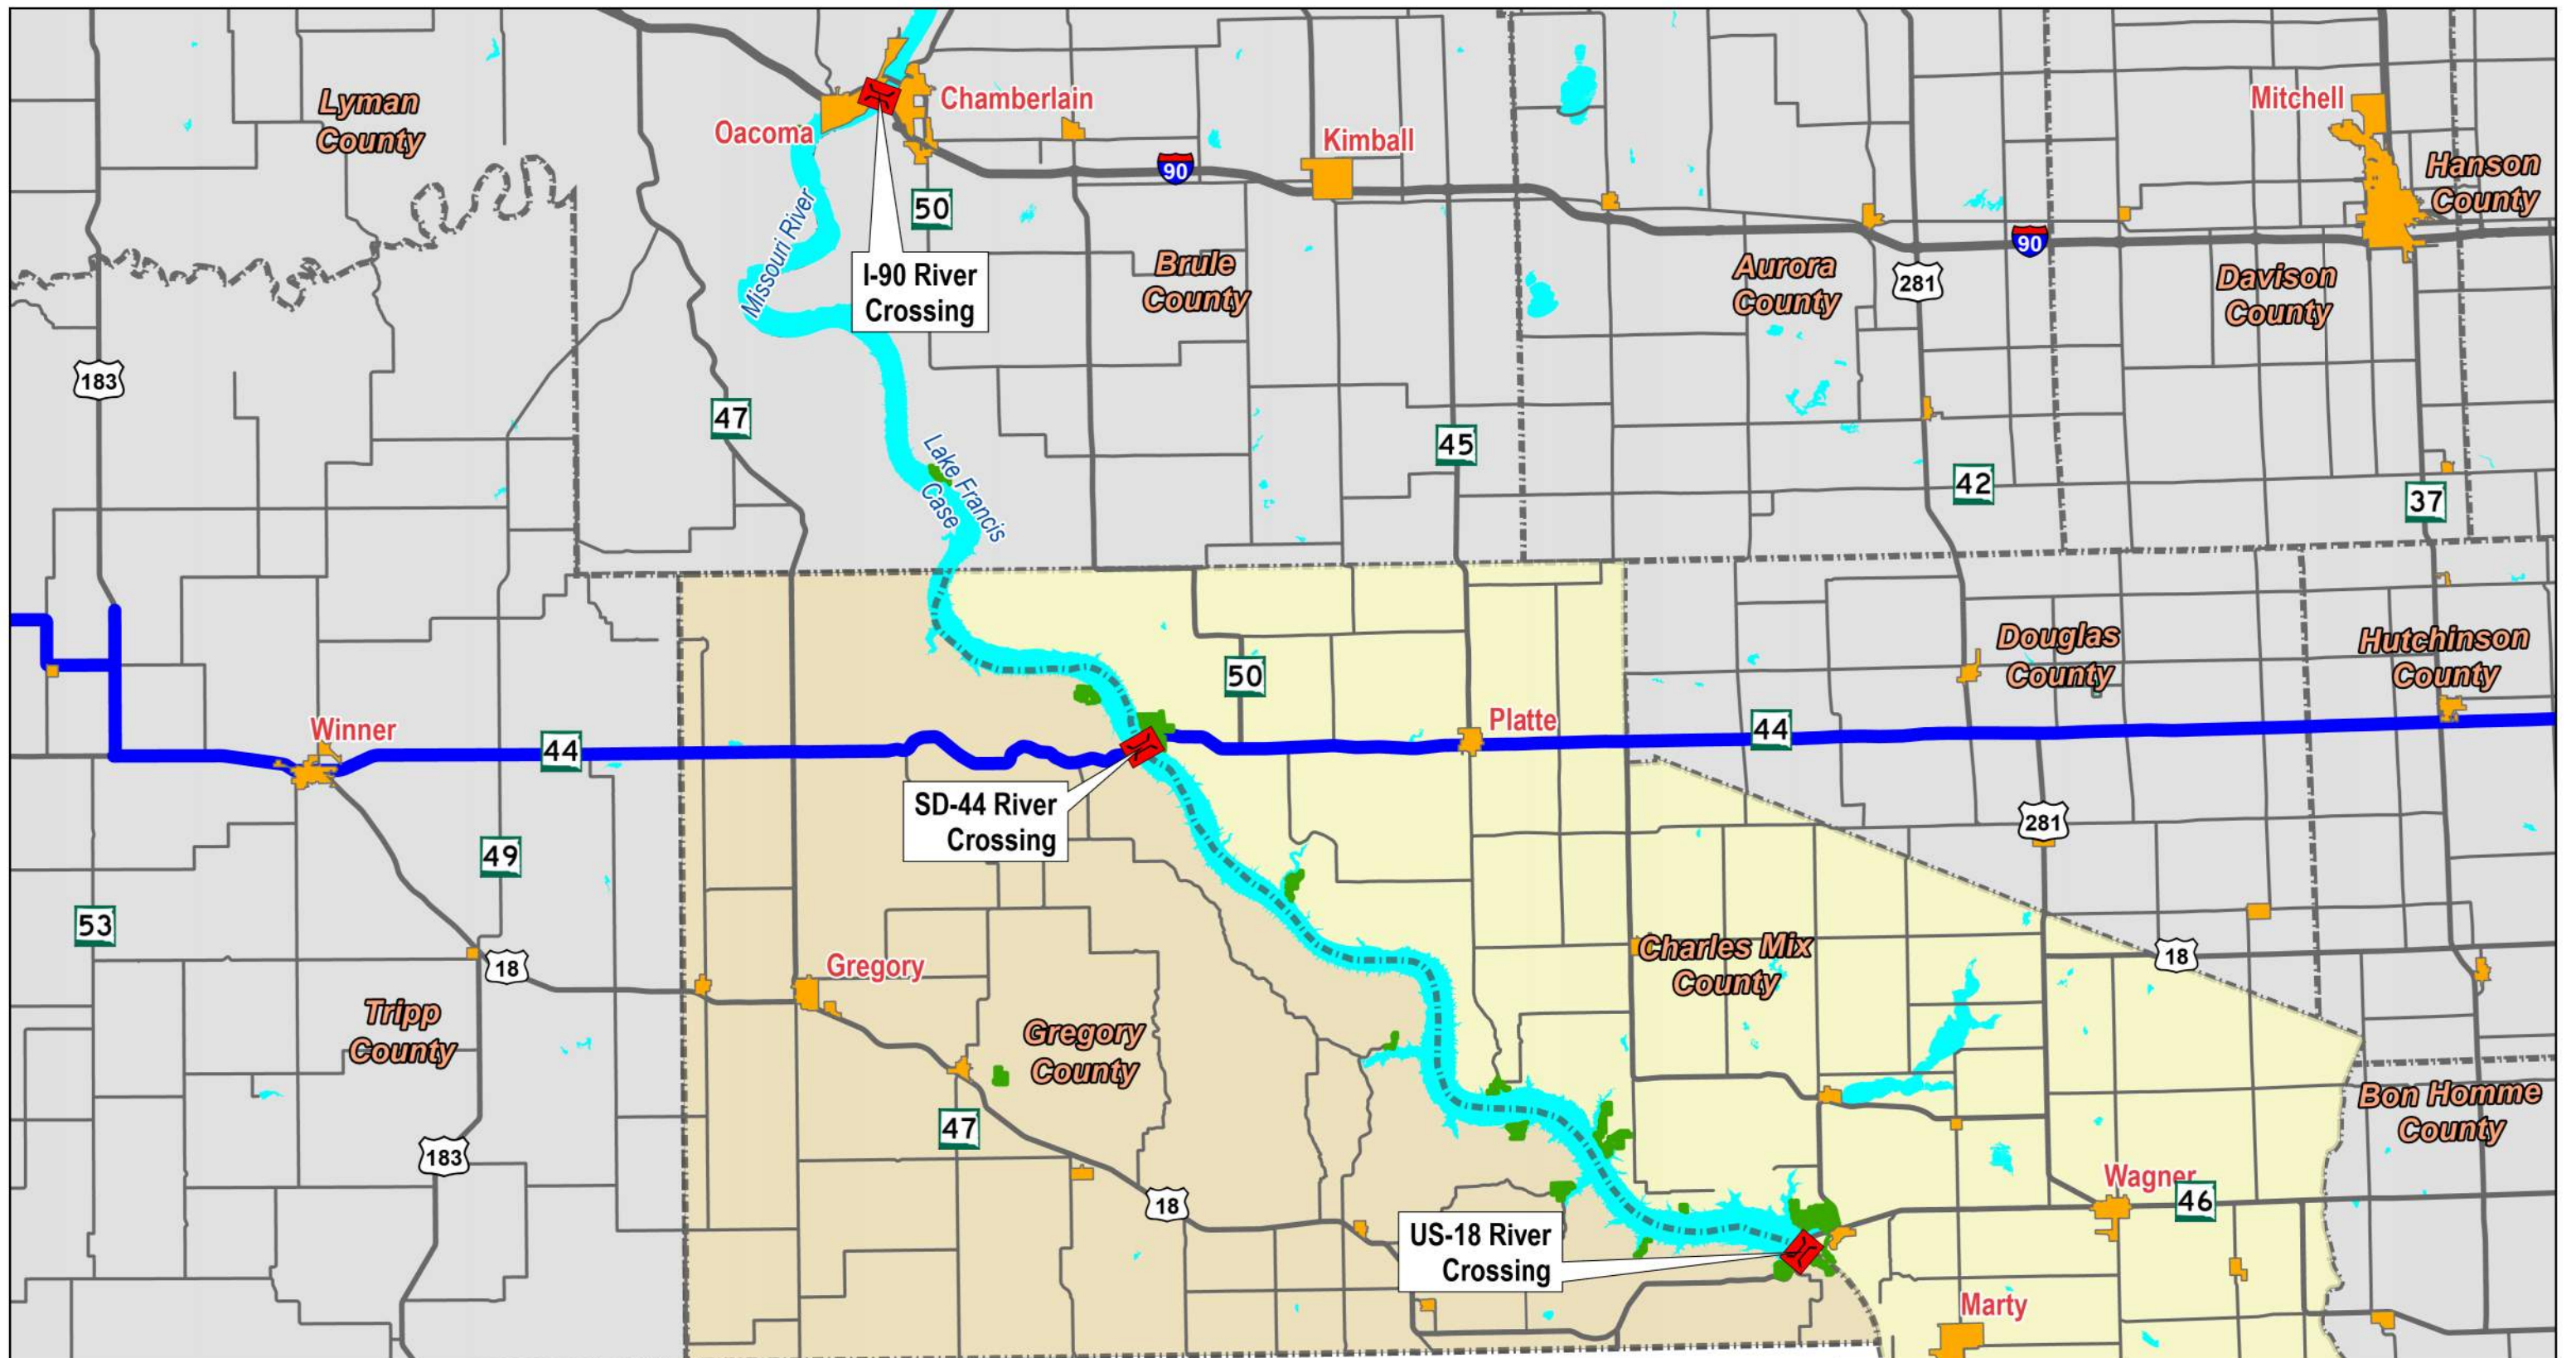 Lyman
County
Chamberlain
Oacoma
Kimball
Mitchell
Hanson
County
90
50
Missouri River
I-90 River
Crossing
Brule
County
Aurora
County
281
90
Davison
County
183
47
45
Lake Francis
Case
42
37
Winner
44
50
Platte
44
Douglas
County
Hutchinson
County
SD-44 River
Crossing
281
49
53
18
Gregory
Charles Mix
County
18
Tripp
County
Gregory
County
47
183
18
Bon Homme
County
Wagner
46
US-18 River
Crossing
Marty